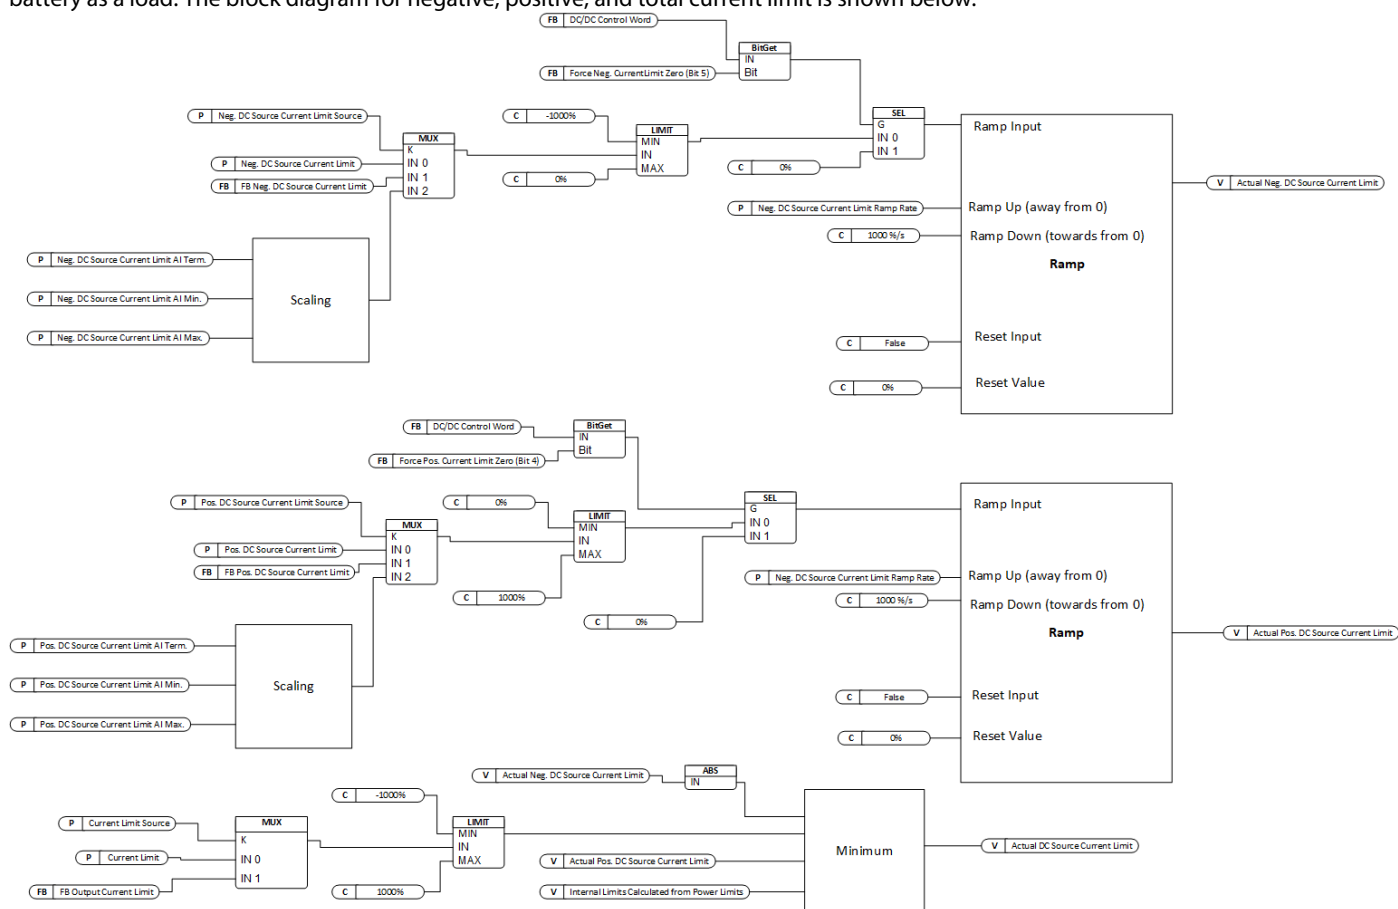 battery as a load. The block diagram for negative, positive, and total current limit is shown below.
FB DC/DC Control Word
BitGet
IN
Bit
FB Force Neg. CurrentLimit Zero (Bit 5)
P Neg. DC Source Current Limit Source
MUX
K
IN 0
IN 1
IN 2
P Neg. DC Source Current Limit
FB FB Neg. DC Source Current Limit
C -1000%
LIMIT
MIN
IN
MAX
C 0%
SEL
G
IN 0
IN 1
C 0%
Ramp Input
P Neg. DC Source Current Limit Ramp Rate
Ramp Up (away from 0)
C 1000 %/s
Ramp Down (towards from 0)
Ramp
C False
Reset Input
C 0%
Reset Value
V Actual Neg. DC Source Current Limit
P Neg. DC Source Current Limit AI Term.
P Neg. DC Source Current Limit AI Min.
P Neg. DC Source Current Limit AI Max.
Scaling
FB DC/DC Control Word
BitGet
IN
Bit
FB Force Pos. Current Limit Zero (Bit 4)
P Pos. DC Source Current Limit Source
MUX
K
IN 0
IN 1
IN 2
P Pos. DC Source Current Limit
FB FB Pos. DC Source Current Limit
C 0%
LIMIT
MIN
IN
MAX
C 1000%
SEL
G
IN 0
IN 1
C 0%
Ramp Input
P Neg. DC Source Current Limit Ramp Rate
Ramp Up (away from 0)
C 1000 %/s
Ramp Down (towards from 0)
Ramp
C False
Reset Input
C 0%
Reset Value
V Actual Pos. DC Source Current Limit
P Pos. DC Source Current Limit AI Term.
P Pos. DC Source Current Limit AI Min.
P Pos. DC Source Current Limit AI Max.
Scaling
V Actual Neg. DC Source Current Limit
ABS
IN
P Current Limit Source
MUX
K
IN 0
IN 1
P Current Limit
FB FB Output Current Limit
C -1000%
LIMIT
MIN
IN
MAX
C 1000%
V Actual Pos. DC Source Current Limit
V Internal Limits Calculated from Power Limits
Minimum
V Actual DC Source Current Limit